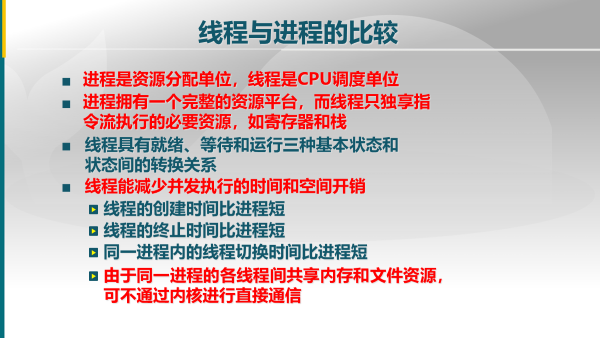 线程与进程的比较
进程是资源分配单位，线程是CPU调度单位
进程拥有一个完整的资源平台，而线程只独享指
令流执行的必要资源，如寄存器和栈
线程具有就绪、等待和运行三种基本状态和
状态间的转换关系
线程能减少并发执行的时间和空间开销
线程的创建时间比进程短
线程的终止时间比进程短
同一进程内的线程切换时间比进程短
由于同一进程的各线程间共享内存和文件资源，
可不通过内核进行直接通信